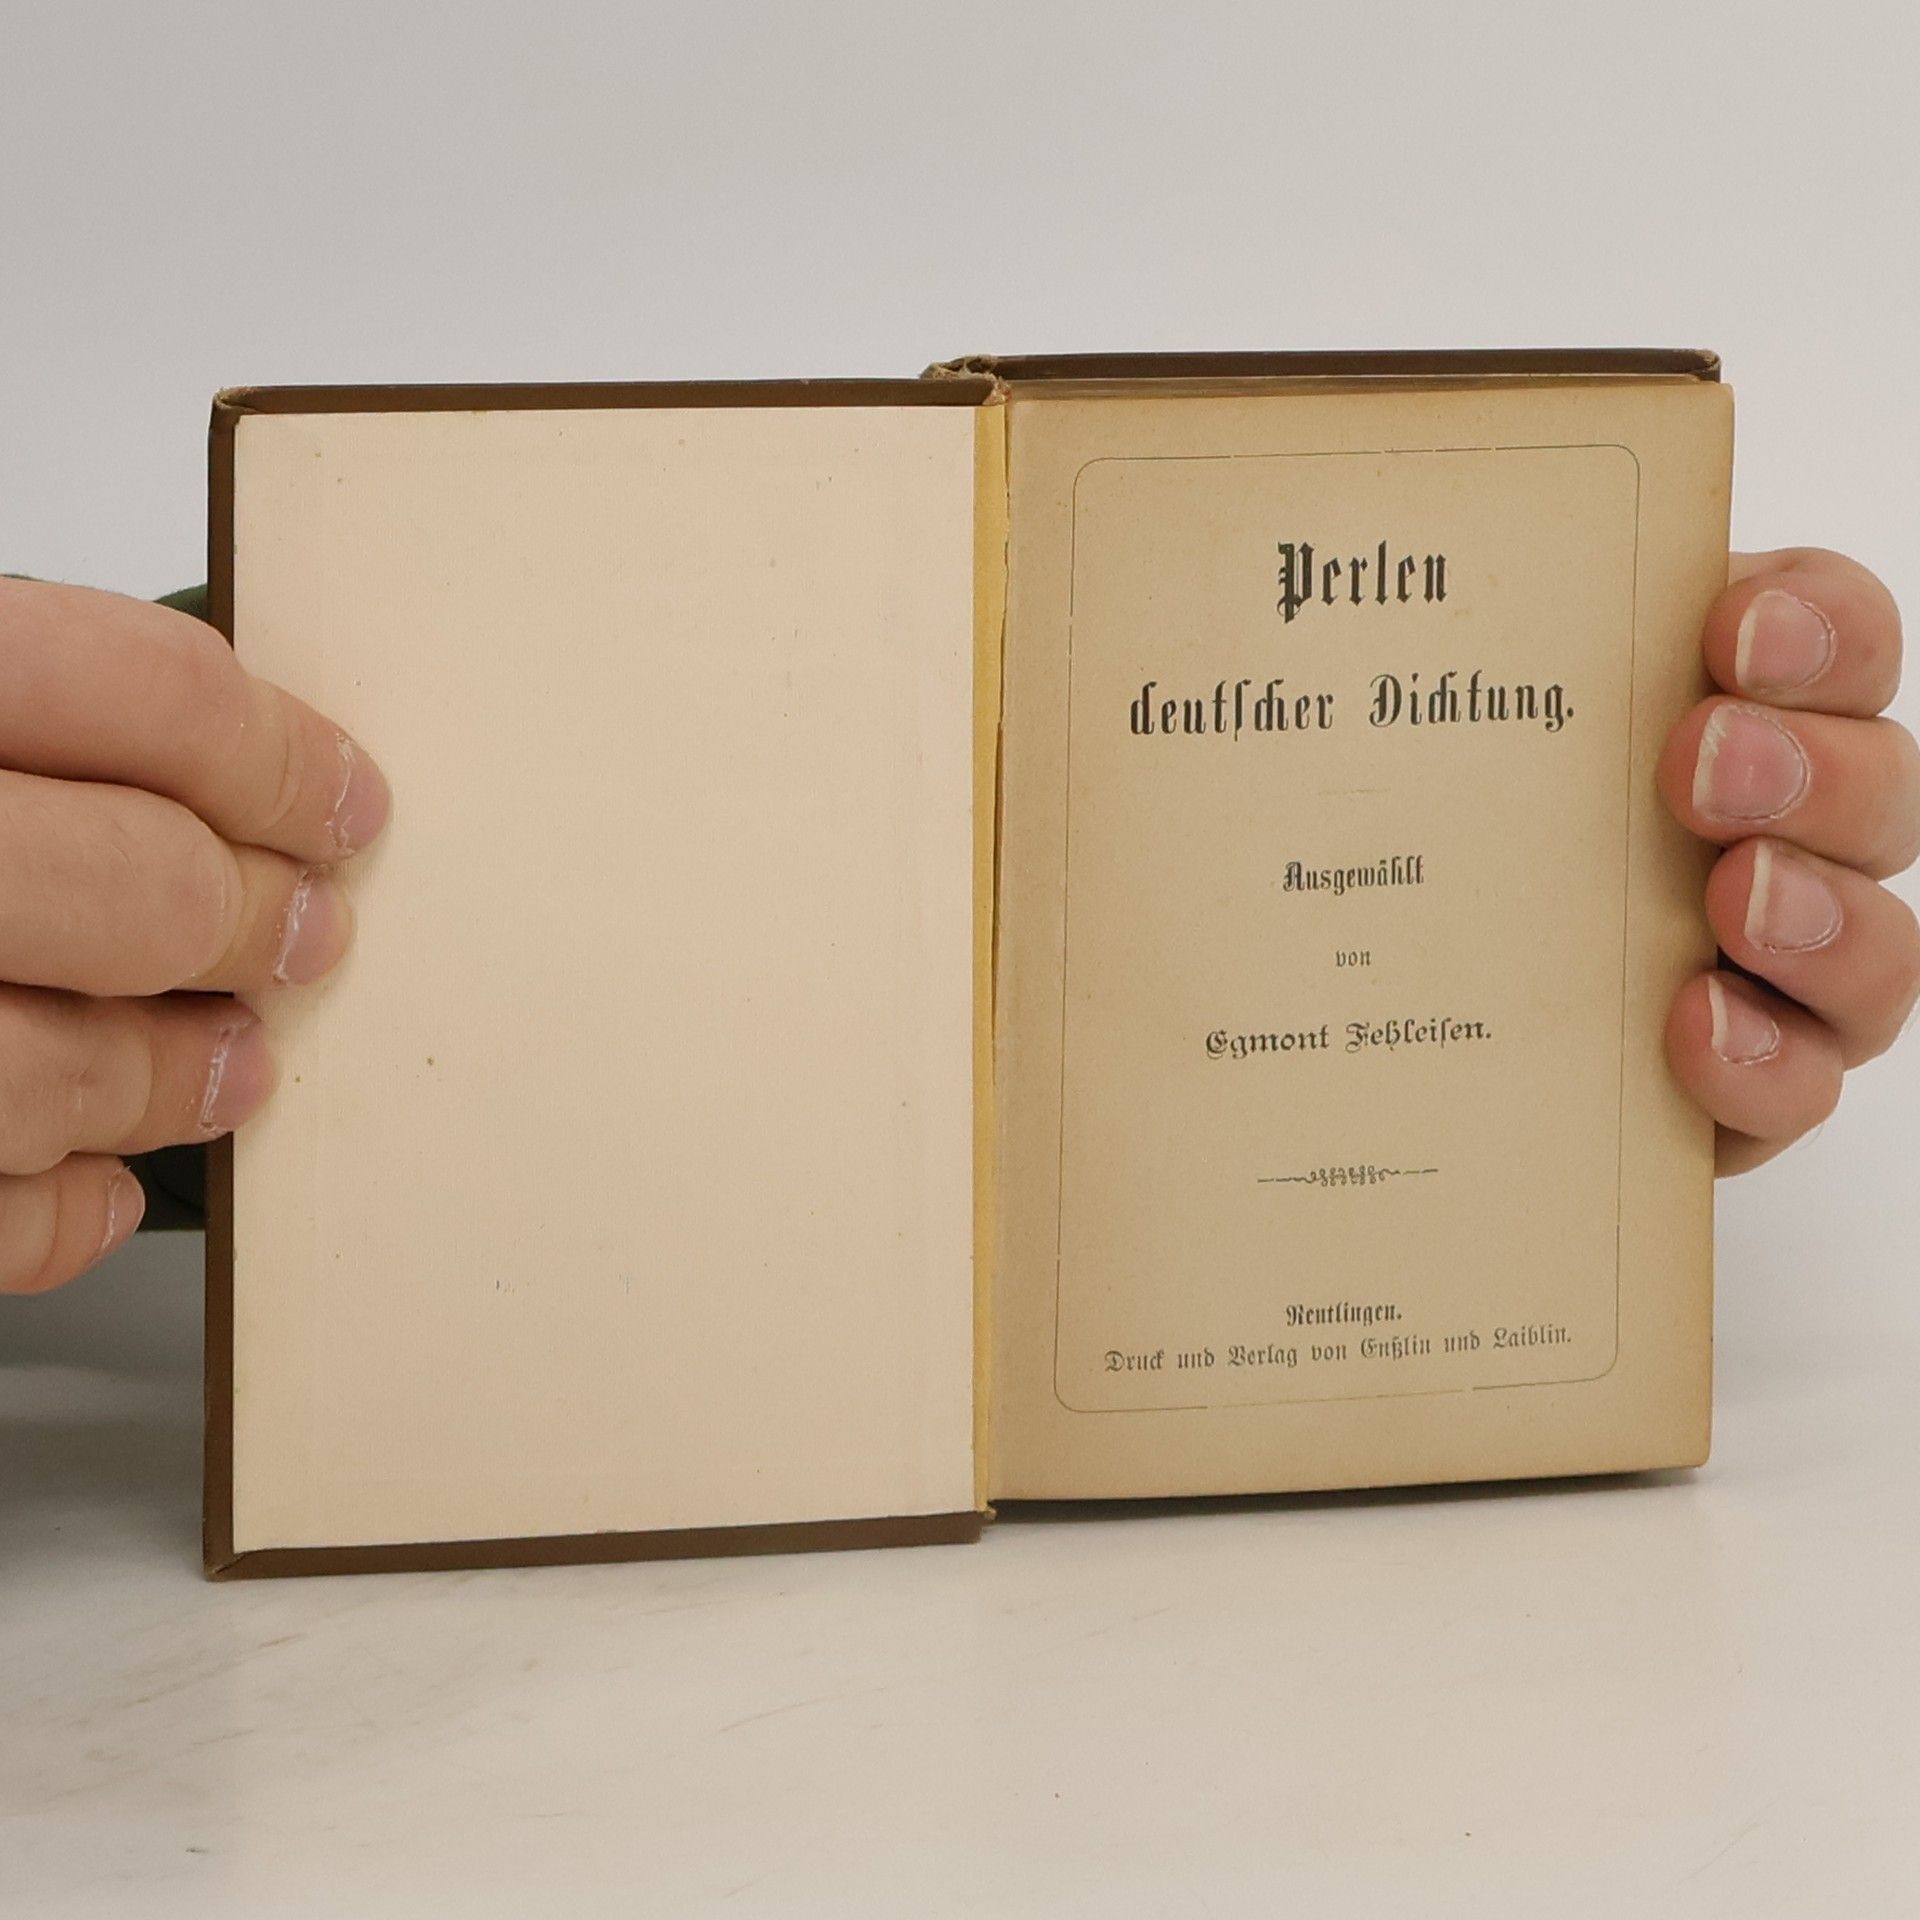 Perlen
deutſcher Dichtung.
Ausgewählt
von
Egmont Fehleiſen.
Reutlingen.
Druck und Verlag von Enßlin und Laiblin.